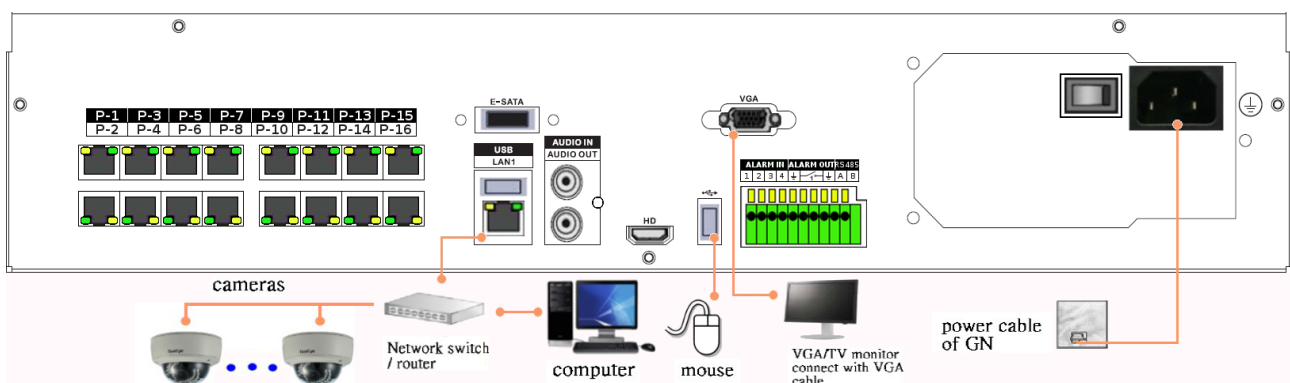 P-1 P-3 P-5 P-7 P-9 P-11 P-13 P-15
P-2 P-4 P-6 P-8 P-10 P-12 P-14 P-16
E-SATA
USB
LAN1
AUDIO IN
AUDIO OUT
HD
VGA
ALARM IN ALARM OUT RS485
1 2 3 4 A B
cameras
Network switch
/ router
computer
mouse
VGA/TV monitor
connect with VGA
cable
power cable
of GN